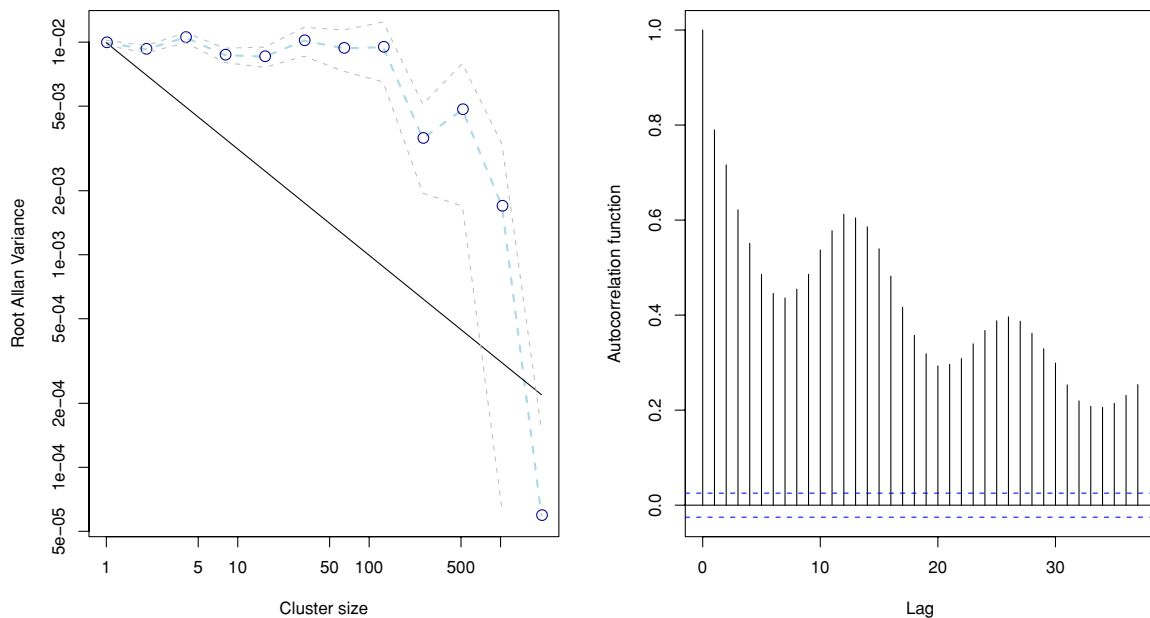 Root Allan Variance
1e−02
5e−03
2e−03
1e−03
5e−04
2e−04
1e−04
5e−05
1 5 10 50 100 500
Cluster size
Autocorrelation function
1.0
0.8
0.6
0.4
0.2
0.0
0 10 20 30
Lag